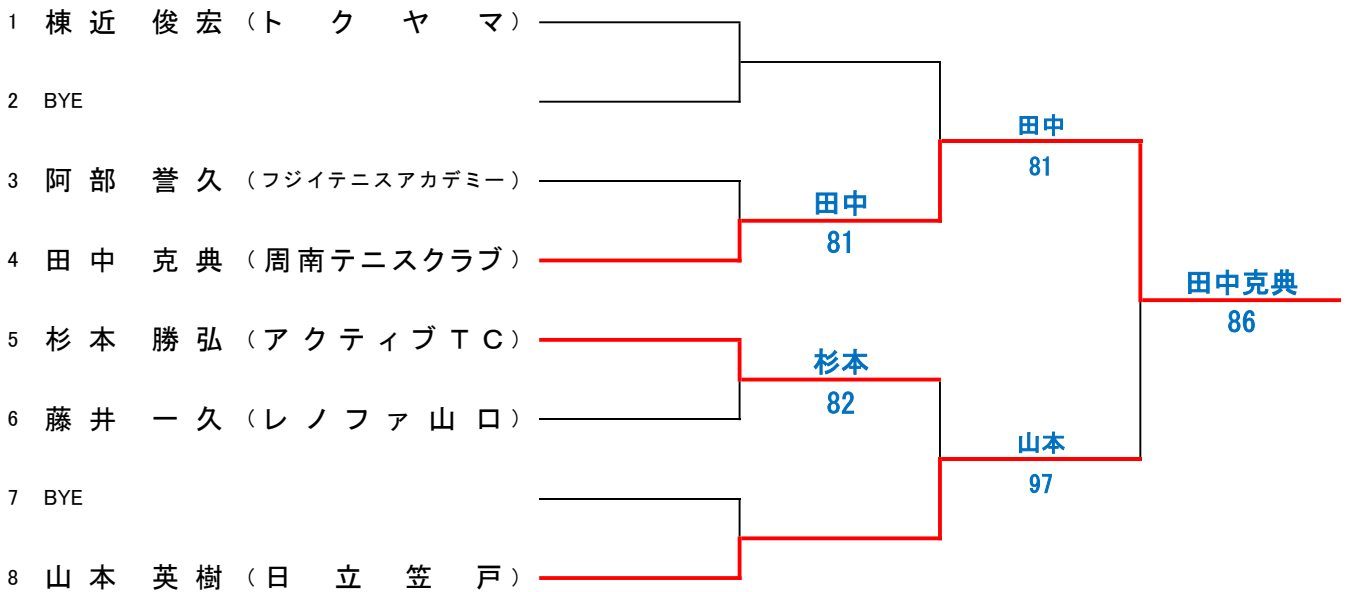 1 棟近 俊宏（トクヤマ）
2 BYE
田中
81
3 阿部 誉久（フジイテニスアカデミー）
田中
81
4 田中 克典（周南テニスクラブ）
田中克典
86
5 杉本 勝弘（アクティブＴＣ）
杉本
82
6 藤井 一久（レノファ山口）
山本
97
7 BYE
8 山本 英樹（日立笠戸）